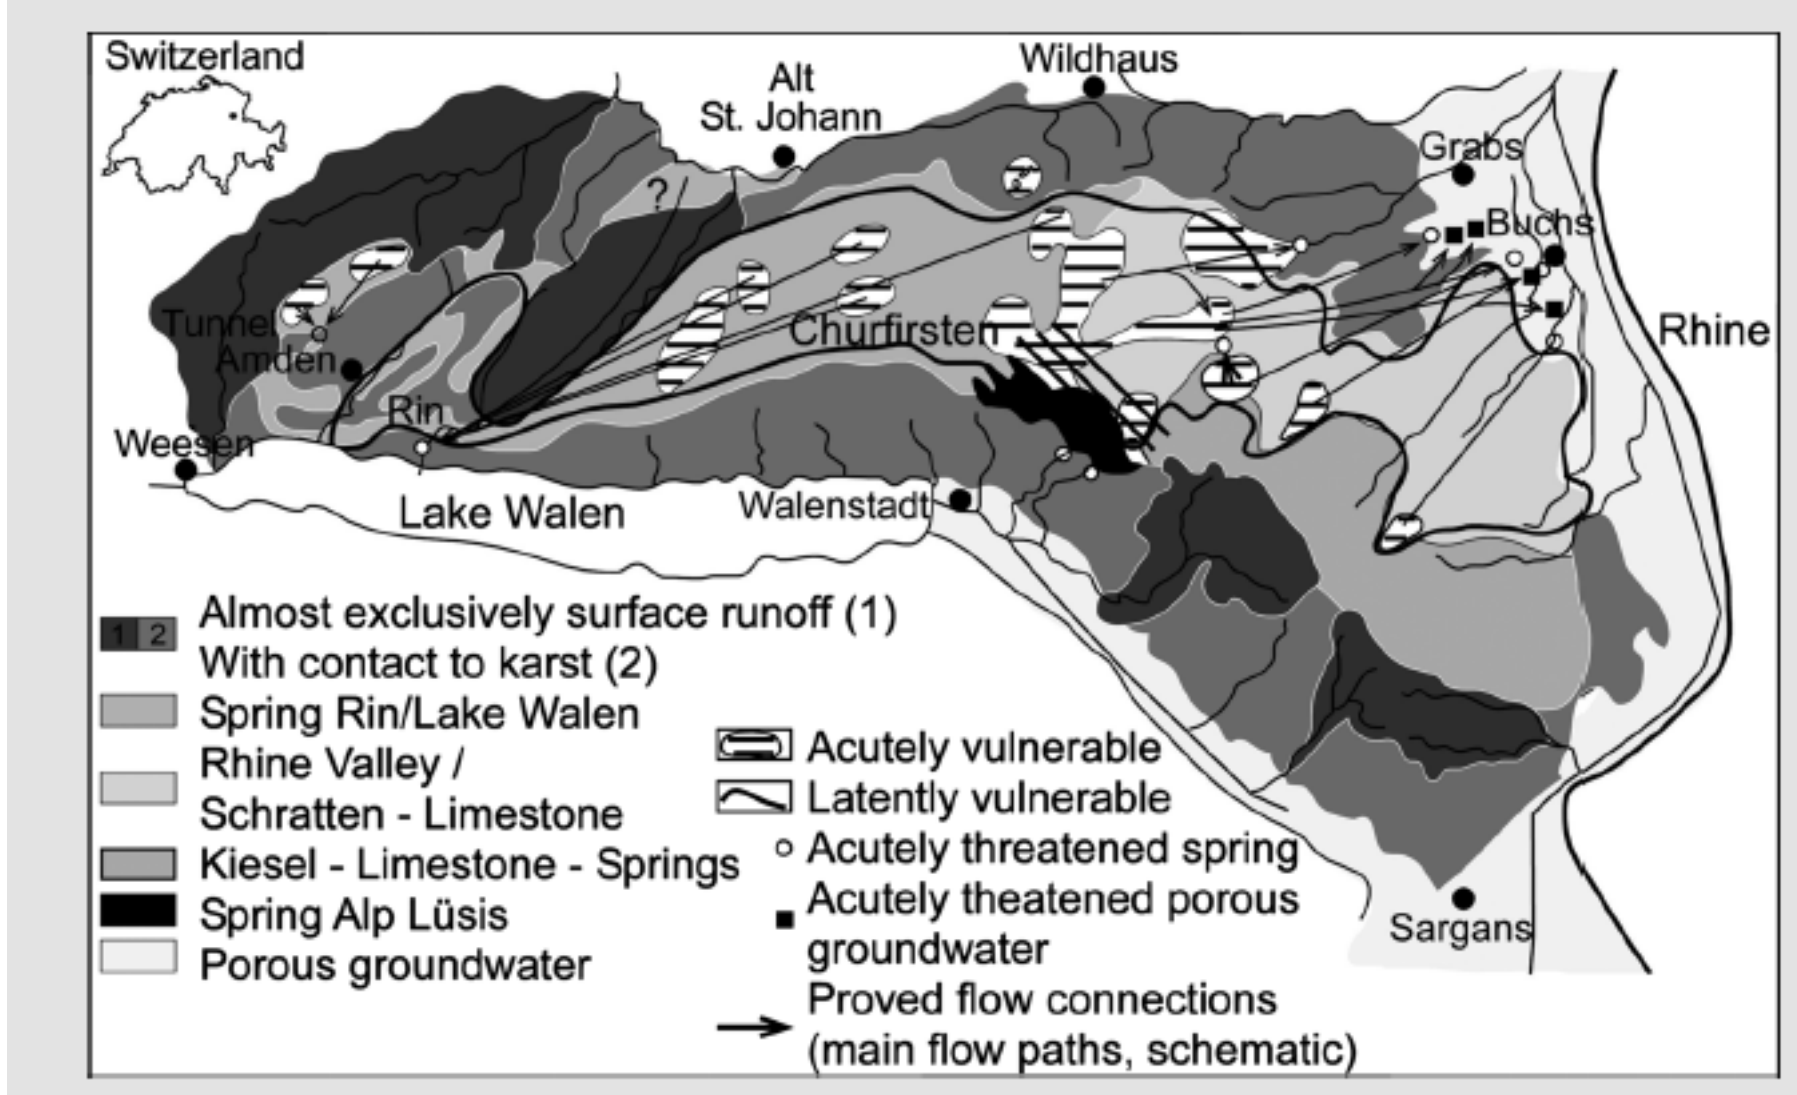 Switzerland
Wildhaus
Alt
St. Johann
Grabs
?
Buchs
Tunnel
Churfirsten
Rhine
Amden
Rin
Weesen
Lake Walen
Walenstadt
Almost exclusively surface runoff (1)
1 2
With contact to karst (2)
Spring Rin/Lake Walen
Rhine Valley /
Schratten - Limestone
Kiesel - Limestone - Springs
Spring Alp Lüsis
Porous groundwater
Acutely vulnerable
Latently vulnerable
Acutely threatened spring
Acutely theatened porous
groundwater
Proved flow connections
(main flow paths, schematic)
Sargans